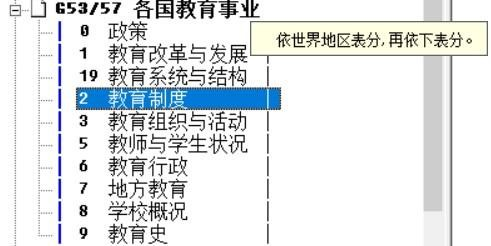 G53/57 各国教育事业
依世界地区表分,再依下表分。
0 政策
1 教育改革与发展
19 教育系统与结构
2 教育制度
3 教育组织与活动
5 教师与学生状况
6 教育行政
7 地方教育
8 学校概况
9 教育史